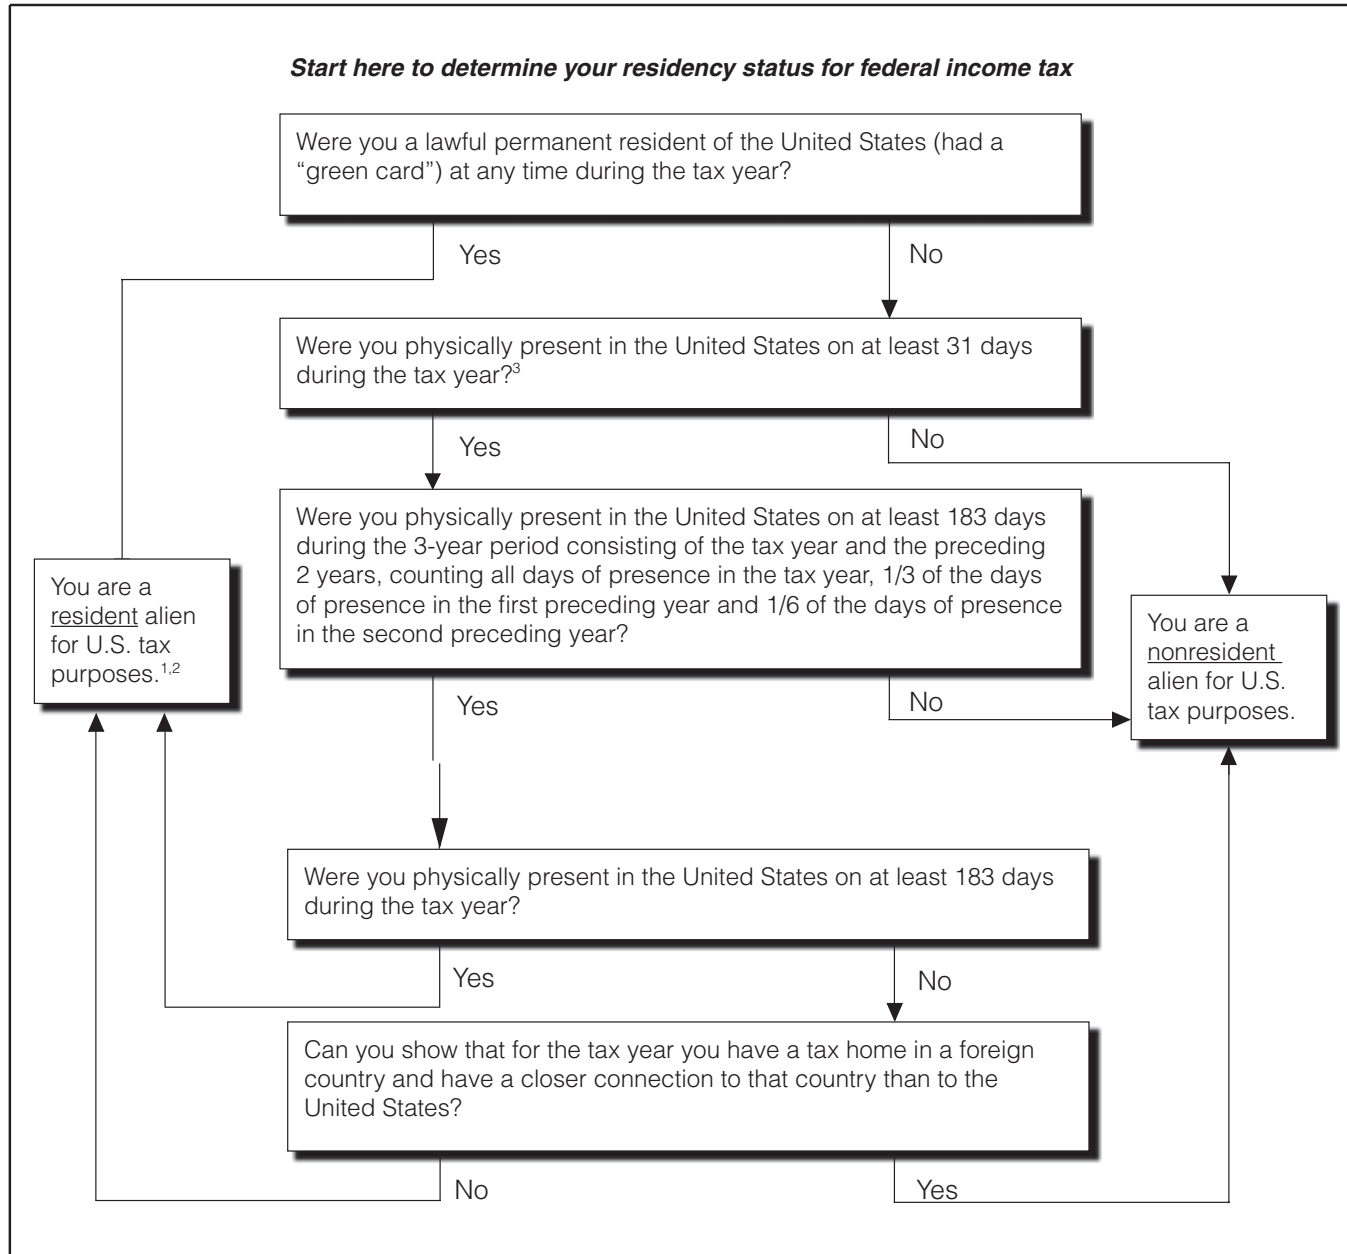 Start here to determine your residency status for federal income tax
Were you a lawful permanent resident of the United States (had a
“green card”) at any time during the tax year?
Yes
No
Were you physically present in the United States on at least 31 days
during the tax year?³
Yes
No
Were you physically present in the United States on at least 183 days
during the 3-year period consisting of the tax year and the preceding
2 years, counting all days of presence in the tax year, 1/3 of the days
of presence in the first preceding year and 1/6 of the days of presence
in the second preceding year?
You are a
resident alien
for U.S. tax
purposes.¹,²
You are a
nonresident
alien for U.S.
tax purposes.
Yes
No
Were you physically present in the United States on at least 183 days
during the tax year?
Yes
No
Can you show that for the tax year you have a tax home in a foreign
country and have a closer connection to that country than to the
United States?
No
Yes